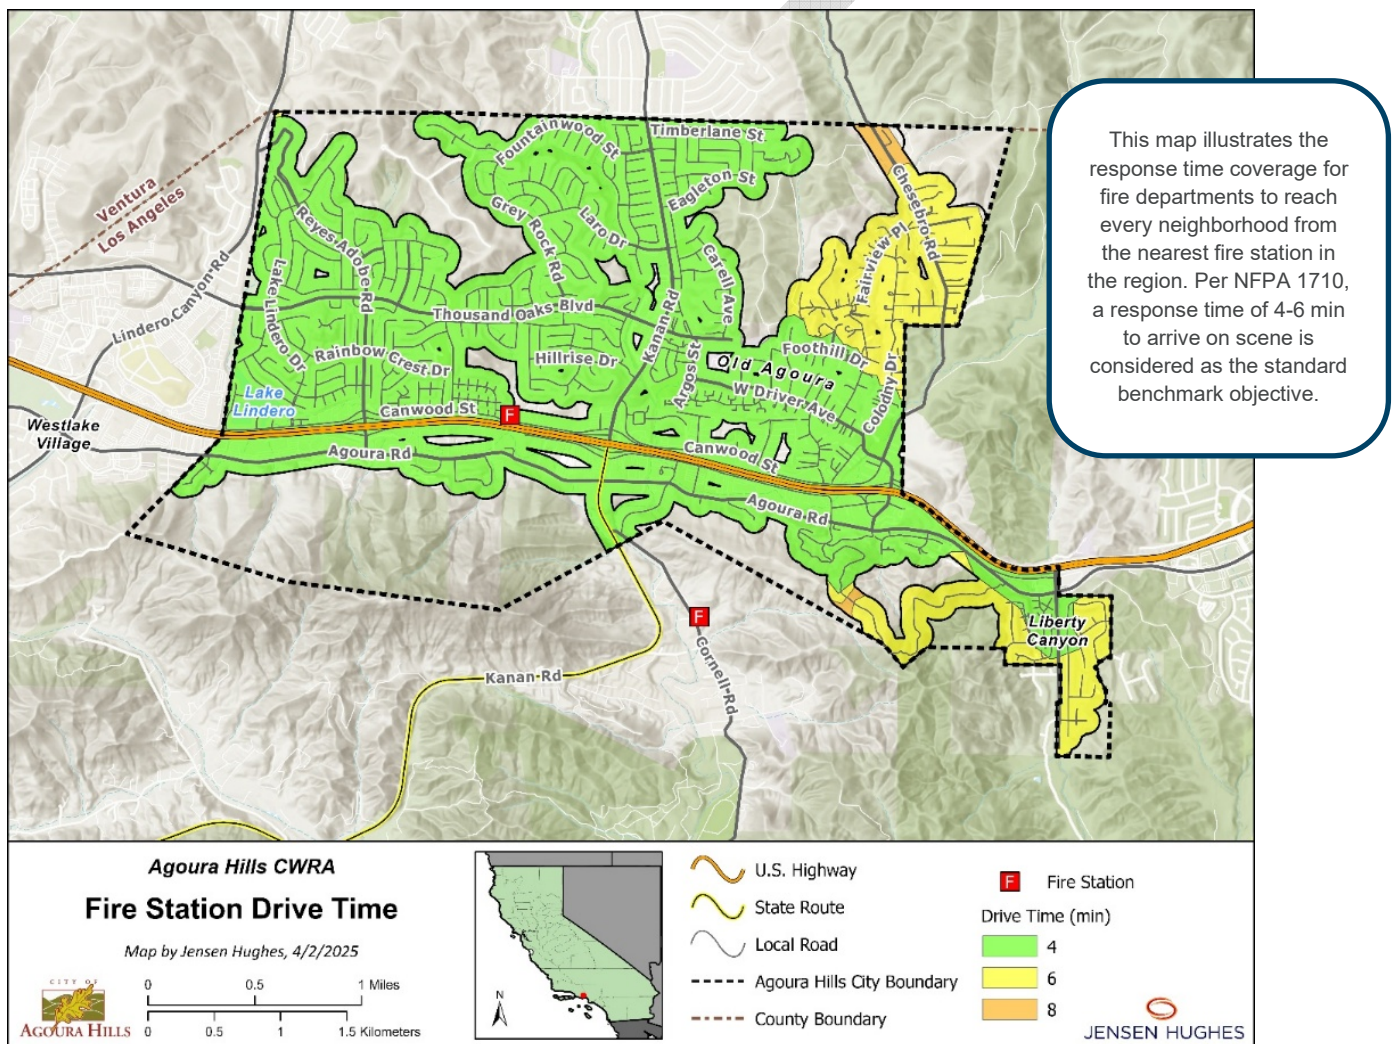 This map illustrates the
response time coverage for
fire departments to reach
every neighborhood from
the nearest fire station in
the region. Per NFPA 1710,
a response time of 4-6 min
to arrive on scene is
considered as the standard
benchmark objective.
Ventura
Los Angeles
Lindero Canyon Rd
Westlake
Village
Fountainwood St
Timberlane St
Eagleton St
Chesebro Rd
Reyes Adobe Rd
Grey Rock Rd
Laro Dr
Carell Ave
Fairview Pl
Lake Lindero Dr
Thousand Oaks Blvd
Kanan Rd
Rainbow Crest Dr
Hillrise Dr
Argos St
Old Agoura
Foothill Dr
W Driver Ave
Colodny Dr
Lake
Lindero
Canwood St
F
Agoura Rd
Canwood St
Agoura Rd
F
Liberty
Canyon
Cornell Rd
Kanan Rd
Agoura Hills CWRA
Fire Station Drive Time
Map by Jensen Hughes, 4/2/2025
CITY OF
AGOURA HILLS
0 0.5 1 Miles
0 0.5 1 1.5 Kilometers
N
U.S. Highway
State Route
Local Road
Agoura Hills City Boundary
County Boundary
F Fire Station
Drive Time (min)
4
6
8
JENSEN HUGHES